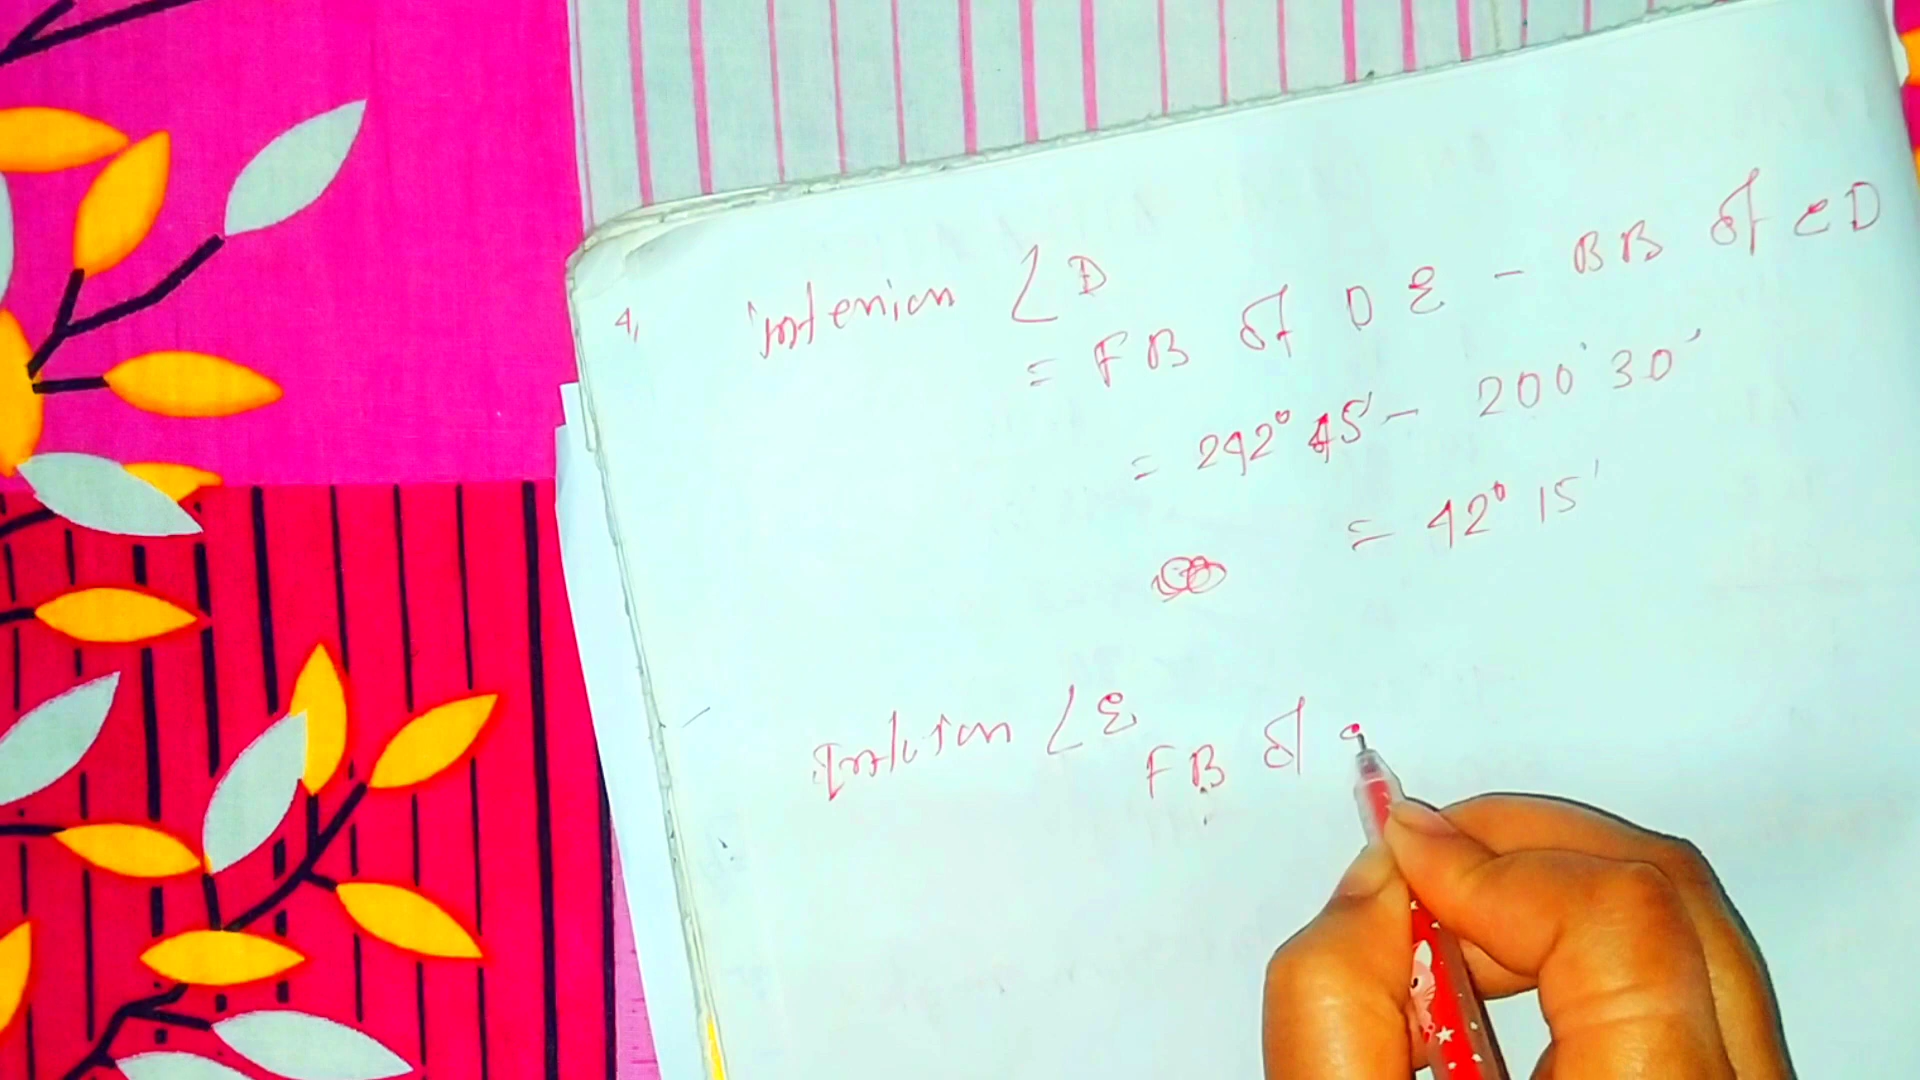 4, interior ∠D
= FB of DE - BB of CD
= 242° 45' - 200° 30'
= 42° 15'
Interior ∠E
FB of